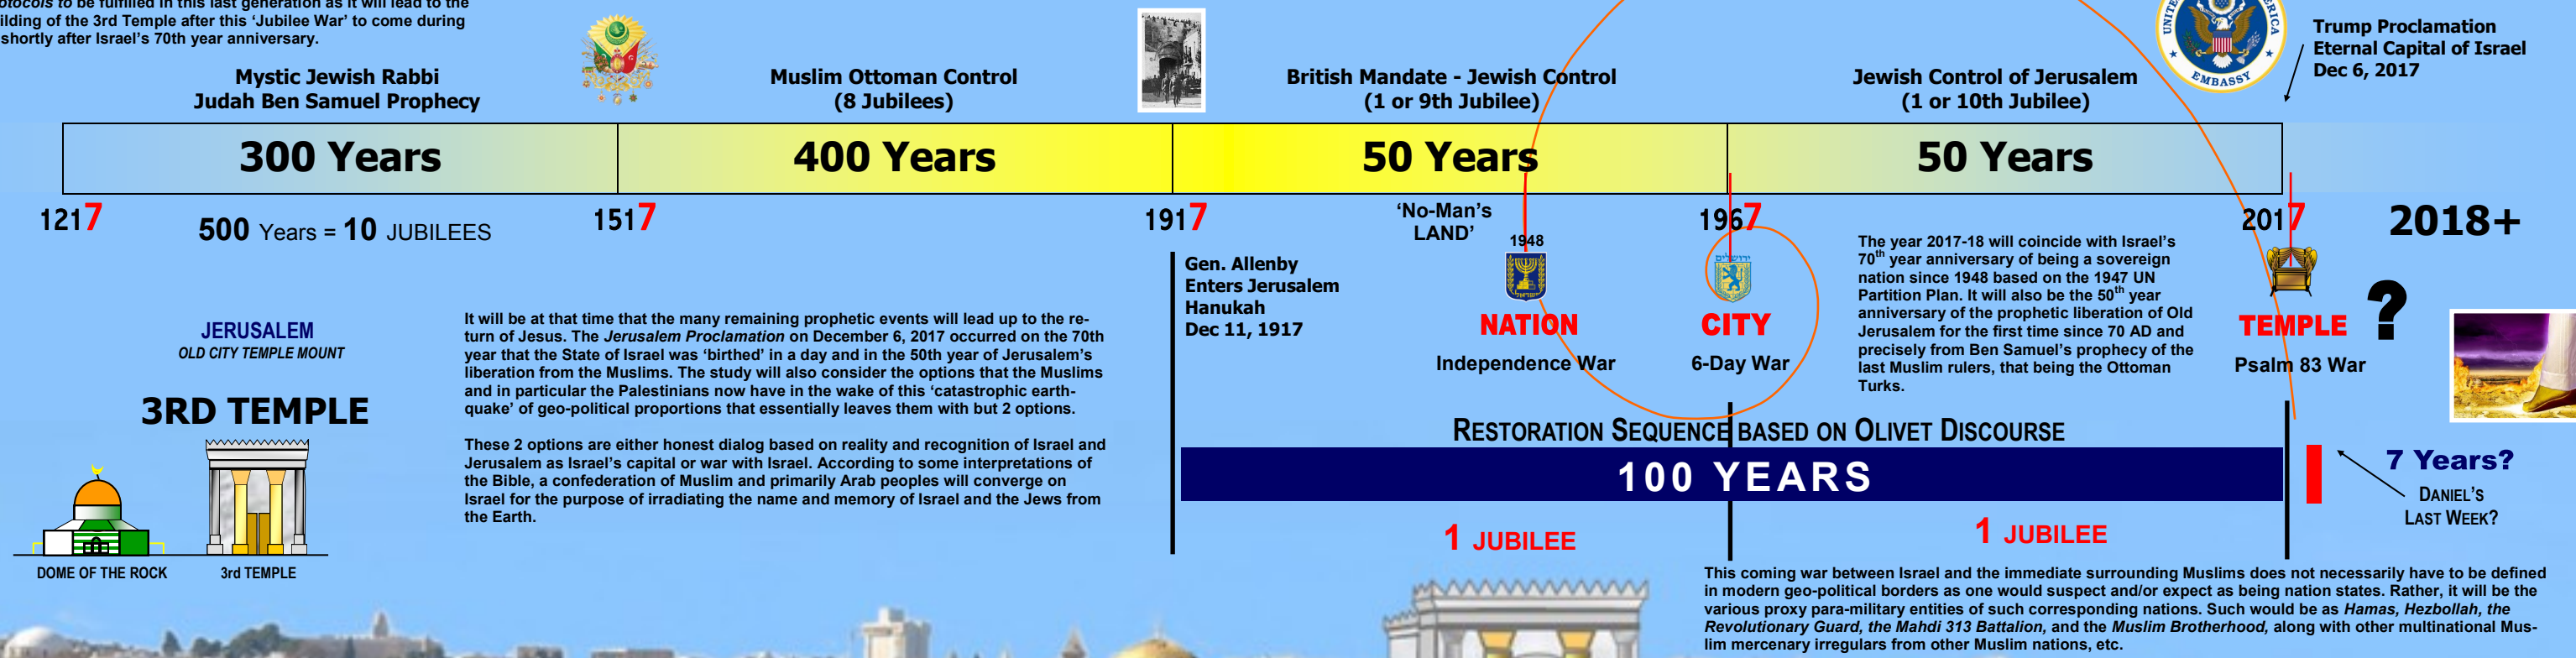 otocols to be fulfilled in this last generation as it will lead to the
ilding of the 3rd Temple after this ‘Jubilee War’ to come during
shortly after Israel’s 70th year anniversary.
Mystic Jewish Rabbi
Judah Ben Samuel Prophecy
Muslim Ottoman Control
(8 Jubilees)
British Mandate - Jewish Control
(1 or 9th Jubilee)
Jewish Control of Jerusalem
(1 or 10th Jubilee)
EMBASSY
Trump Proclamation
Eternal Capital of Israel
Dec 6, 2017
300 Years
400 Years
50 Years
50 Years
1217
500 Years = 10 JUBILEES
1517
1917
‘No-Man’s
LAND’
1948
1967
2017
2018+
Gen. Allenby
Enters Jerusalem
Hanukah
Dec 11, 1917
ישראל
NATION
Independence War
ירושלים
CITY
6-Day War
The year 2017-18 will coincide with Israel’s
70th year anniversary of being a sovereign
nation since 1948 based on the 1947 UN
Partition Plan. It will also be the 50th year
anniversary of the prophetic liberation of Old
Jerusalem for the first time since 70 AD and
precisely from Ben Samuel’s prophecy of the
last Muslim rulers, that being the Ottoman
Turks.
TEMPLE
?
Psalm 83 War
JERUSALEM
OLD CITY TEMPLE MOUNT
3RD TEMPLE
DOME OF THE ROCK
3rd TEMPLE
It will be at that time that the many remaining prophetic events will lead up to the re-
turn of Jesus. The Jerusalem Proclamation on December 6, 2017 occurred on the 70th
year that the State of Israel was ‘birthed’ in a day and in the 50th year of Jerusalem’s
liberation from the Muslims. The study will also consider the options that the Muslims
and in particular the Palestinians now have in the wake of this ‘catastrophic earth-
quake’ of geo-political proportions that essentially leaves them with but 2 options.
These 2 options are either honest dialog based on reality and recognition of Israel and
Jerusalem as Israel’s capital or war with Israel. According to some interpretations of
the Bible, a confederation of Muslim and primarily Arab peoples will converge on
Israel for the purpose of irradiating the name and memory of Israel and the Jews from
the Earth.
RESTORATION SEQUENCE BASED ON OLIVET DISCOURSE
100 YEARS
1 JUBILEE
1 JUBILEE
7 Years?
DANIEL’S
LAST WEEK?
This coming war between Israel and the immediate surrounding Muslims does not necessarily have to be defined
in modern geo-political borders as one would suspect and/or expect as being nation states. Rather, it will be the
various proxy para-military entities of such corresponding nations. Such would be as Hamas, Hezbollah, the
Revolutionary Guard, the Mahdi 313 Battalion, and the Muslim Brotherhood, along with other multinational Mus-
lim mercenary irregulars from other Muslim nations, etc.